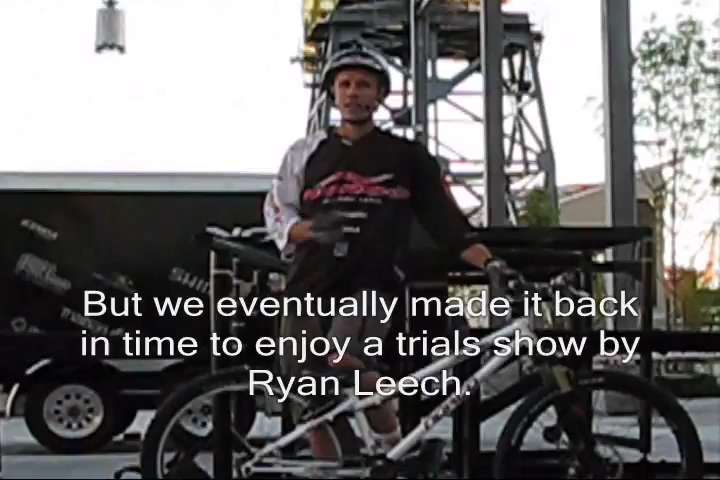 But we eventually made it back
in time to enjoy a trials show by
Ryan Leech.